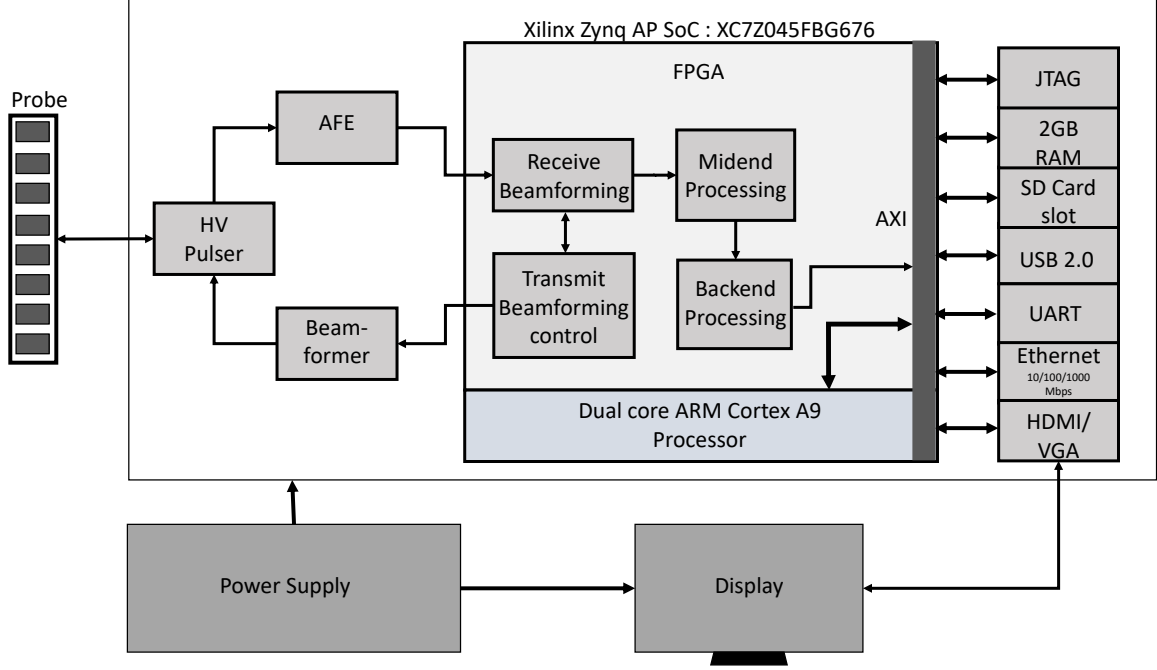 Xilinx Zynq AP SoC : XC7Z045FBG676
Probe
AFE
HV
Pulser
Beam-
former
FPGA
Receive
Beamforming
Midend
Processing
Transmit
Beamforming
control
Backend
Processing
AXI
Dual core ARM Cortex A9
Processor
JTAG
2GB
RAM
SD Card
slot
USB 2.0
UART
Ethernet
10/100/1000
Mbps
HDMI/
VGA
Power Supply
Display